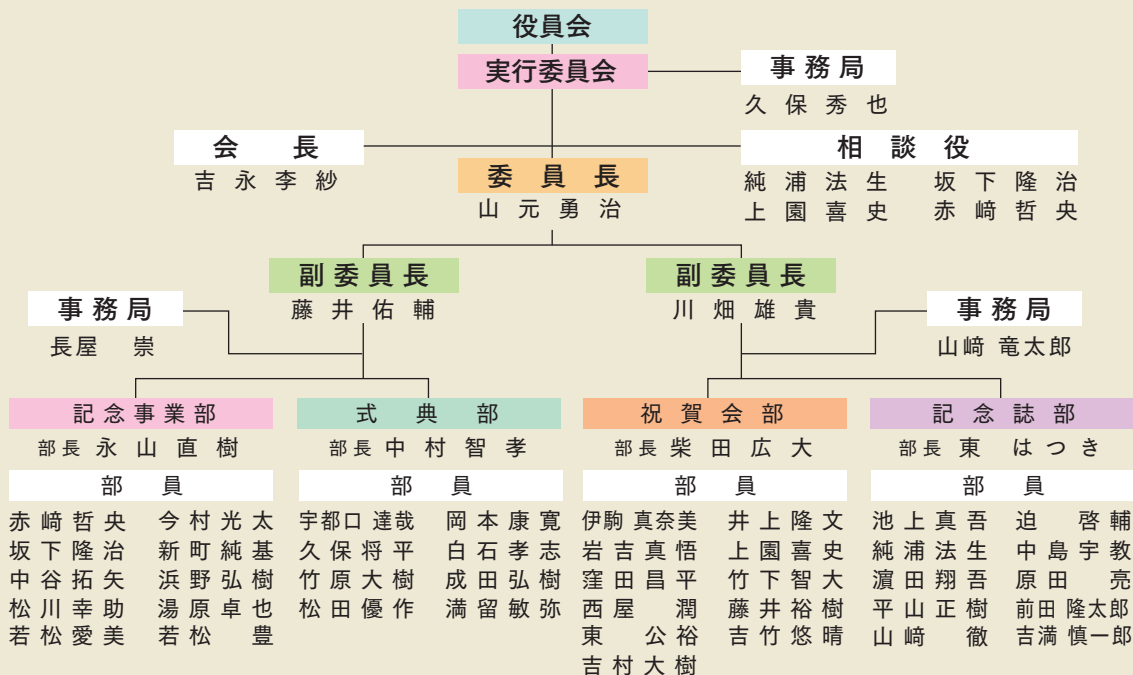 役員会
実行委員会
事務局
久保秀也
会長
吉永李紗
相談役
純浦法生 坂下隆治
上園喜史 赤﨑哲央
委員長
山元勇治
副委員長
藤井佑輔
副委員長
川畑雄貴
事務局
長屋 崇
事務局
山﨑 竜太郎
記念事業部
部長 永山直樹
部員
赤﨑哲央 今村光太
坂下隆治 新町純基
中谷拓矢 浜野弘樹
松川幸助 湯原卓也
若松愛美 若松 豊
式典部
部長 中村智孝
部員
宇都口 達哉 岡本康寛
久保将平 白石孝志
竹原大樹 成田弘樹
松田優作 満留敏弥
祝賀会部
部長 柴田広大
部員
伊駒 真奈美 井上隆文
岩吉真悟 上園喜史
窪田昌平 竹下智大
西屋 潤 藤井裕樹
東 公裕 吉竹悠晴
吉村大樹
記念誌部
部長 東 はつき
部員
池上真吾 迫 啓輔
純浦法生 中島宇教
濵田翔吾 原田 亮
平山正樹 前田 隆太郎
山﨑 徹 吉満 慎一郎